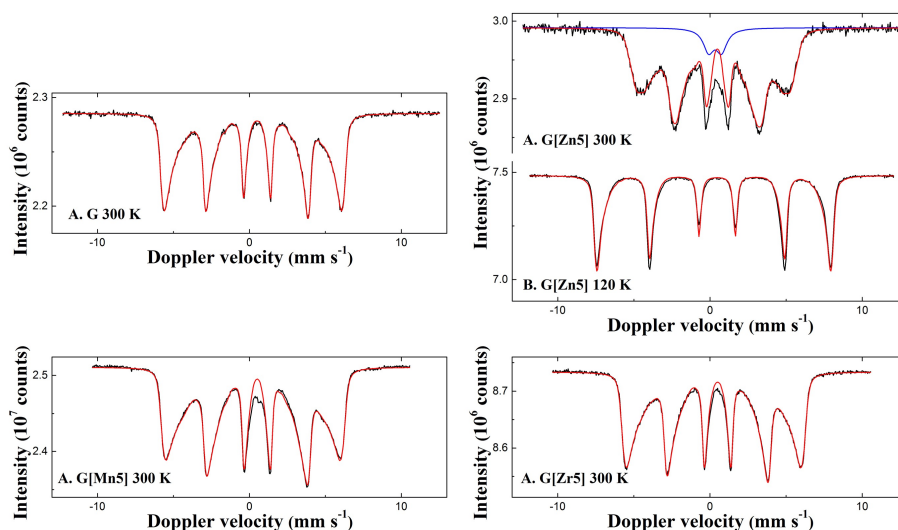 2.3
2.2
Intensity (10⁶ counts)
A. G 300 K
-10 0 10
Doppler velocity (mm s⁻¹)
3.0
2.9
A. G[Zn5] 300 K
7.5
7.0
Intensity (10⁶ counts)
B. G[Zn5] 120 K
-10 0 10
Doppler velocity (mm s⁻¹)
2.5
2.4
Intensity (10⁷ counts)
A. G[Mn5] 300 K
-10 0 10
Doppler velocity (mm s⁻¹)
8.7
8.6
Intensity (10⁶ counts)
A. G[Zr5] 300 K
-10 0 10
Doppler velocity (mm s⁻¹)